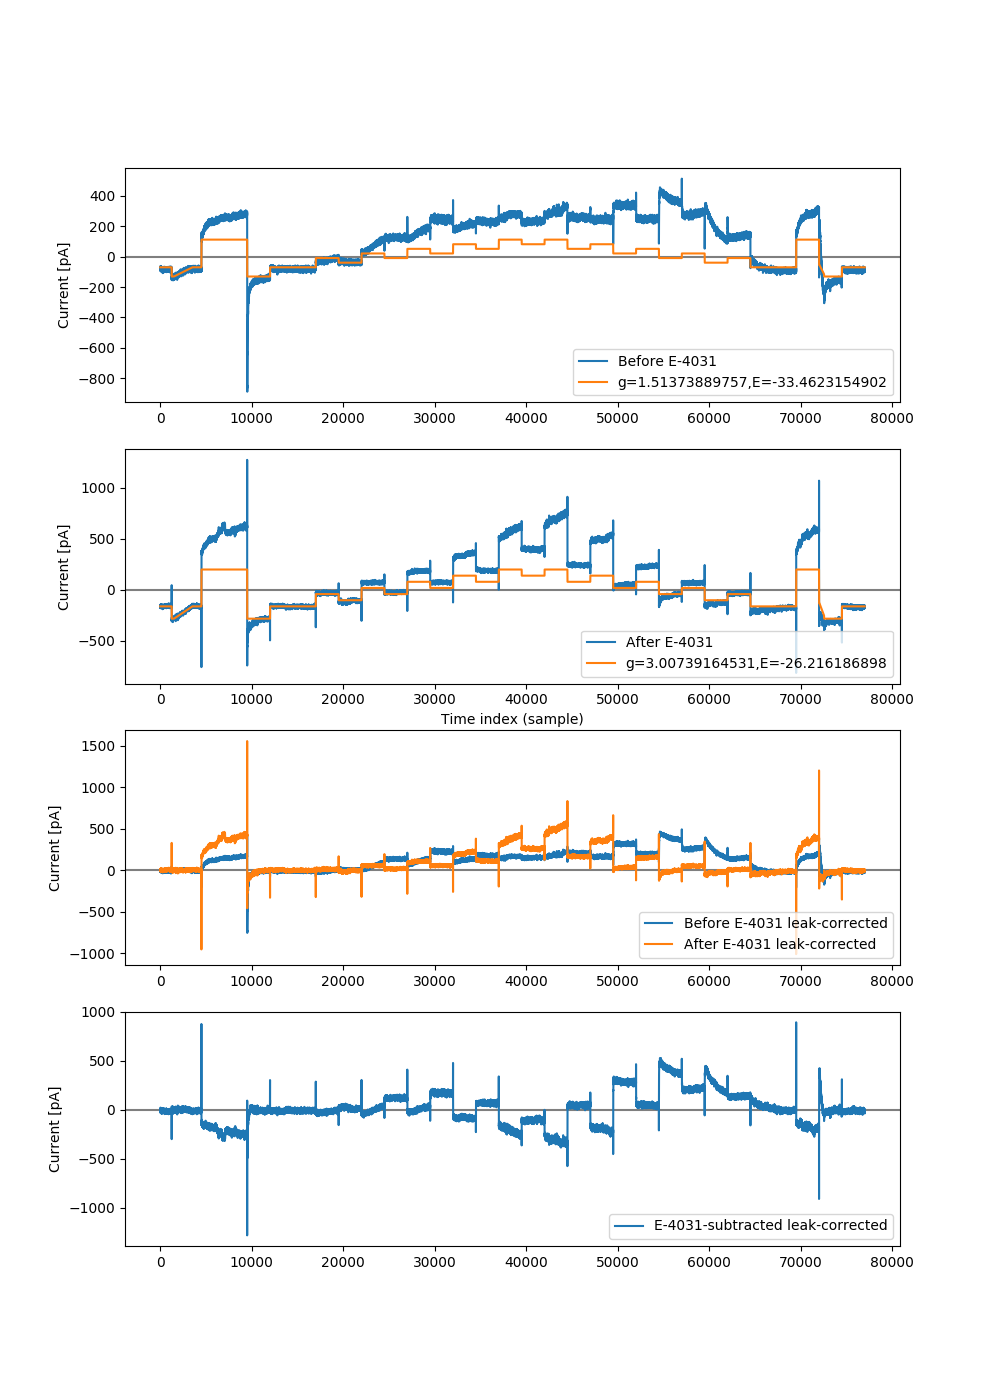 400
200
0
−200
−400
−600
−800
Current [pA]
Before E-4031
g=1.51373889757,E=-33.4623154902
0 10000 20000 30000 40000 50000 60000 70000 80000
1000
500
0
−500
Current [pA]
After E-4031
g=3.00739164531,E=-26.216186898
0 10000 20000 30000 40000 50000 60000 70000 80000
Time index (sample)
1500
1000
500
0
−500
−1000
Current [pA]
Before E-4031 leak-corrected
After E-4031 leak-corrected
0 10000 20000 30000 40000 50000 60000 70000 80000
1000
500
0
−500
−1000
Current [pA]
E-4031-subtracted leak-corrected
0 10000 20000 30000 40000 50000 60000 70000 80000